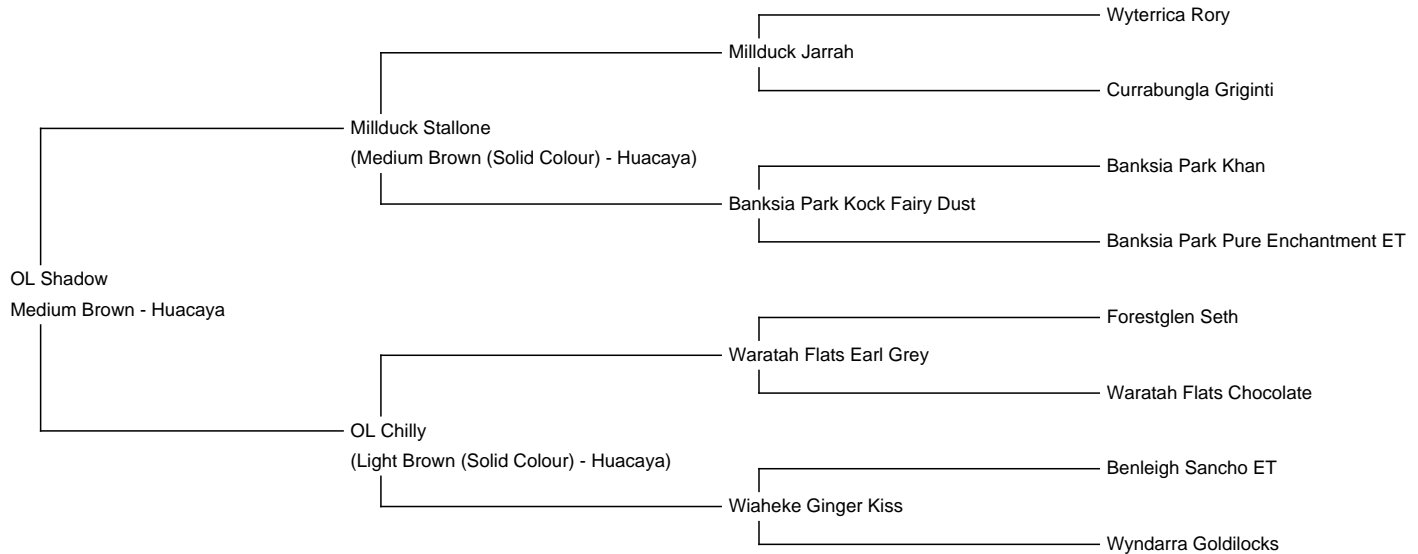 Wyterrica Rory
Millduck Jarrah
Currabungla Griginti
Millduck Stallone
(Medium Brown (Solid Colour) - Huacaya)
Banksia Park Khan
Banksia Park Kock Fairy Dust
Banksia Park Pure Enchantment ET
OL Shadow
Medium Brown - Huacaya
Forestglen Seth
Waratah Flats Earl Grey
Waratah Flats Chocolate
OL Chilly
(Light Brown (Solid Colour) - Huacaya)
Benleigh Sancho ET
Wiaheke Ginger Kiss
Wyndarra Goldilocks